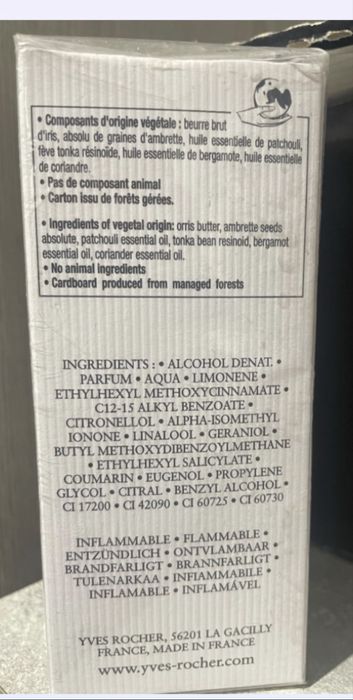 • Composants d'origine végétale : beurre brut
d'iris, absolu de graines d'ambrette, huile essentielle de patchouli,
fève tonka résinoïde, huile essentielle de bergamote, huile essentielle
de coriandre.
• Pas de composant animal
• Carton issu de forêts gérées.
• Ingredients of vegetal origin: orris butter, ambrette seeds
absolute, patchouli essential oil, tonka bean resinoid, bergamot
essential oil, coriander essential oil.
• No animal ingredients
• Cardboard produced from managed forests
INGREDIENTS : • ALCOHOL DENAT. •
PARFUM • AQUA • LIMONENE •
ETHYLHEXYL METHOXYCINNAMATE •
C12-15 ALKYL BENZOATE •
CITRONELLOL • ALPHA-ISOMETHYL
IONONE • LINALOOL • GERANIOL •
BUTYL METHOXYDIBENZOYLMETHANE
• ETHYLHEXYL SALICYLATE •
COUMARIN • EUGENOL • PROPYLENE
GLYCOL • CITRAL • BENZYL ALCOHOL •
CI 17200 • CI 42090 • CI 60725 • CI 60730
INFLAMMABLE • FLAMMABLE •
ENTZÜNDLICH • ONTVLAMBAAR •
BRANDFARLIGT • BRANNFARLIGT •
TULENARKAA • INFIAMMABILE •
INFLAMABLE • INFLAMÁVEL
YVES ROCHER, 56201 LA GACILLY
FRANCE, MADE IN FRANCE
www.yves-rocher.com